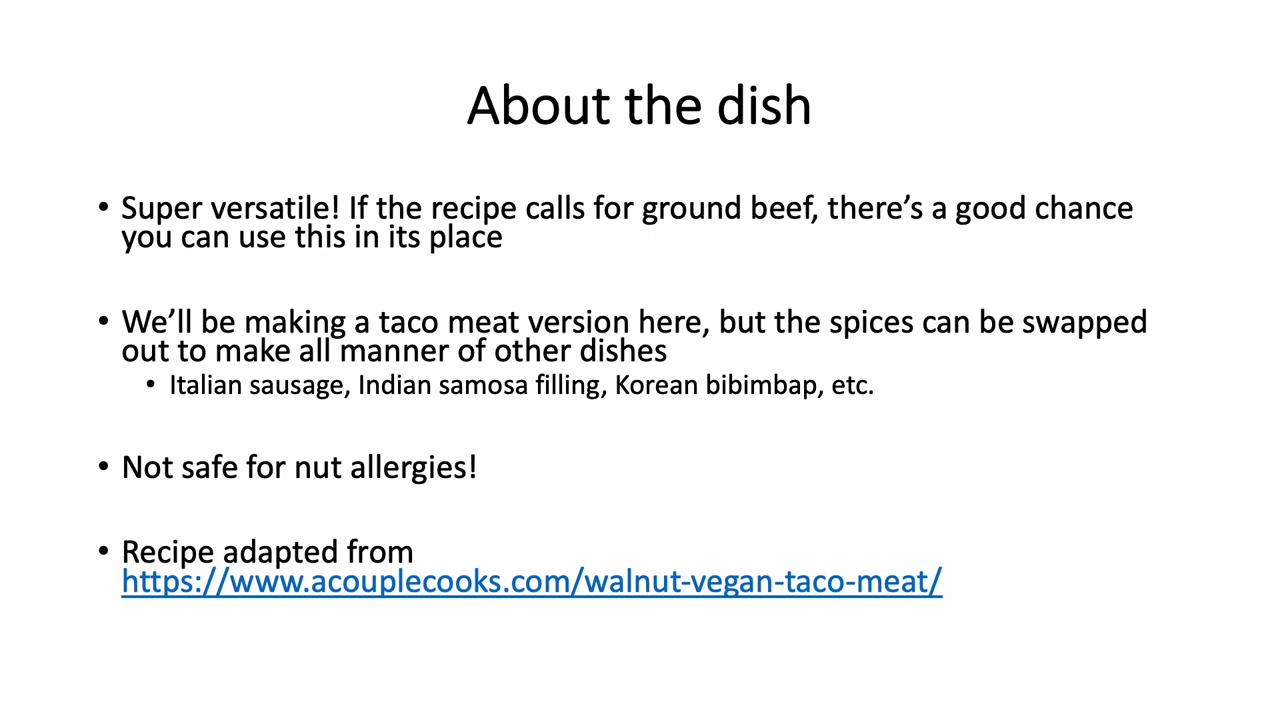 About the dish
• Super versatile! If the recipe calls for ground beef, there’s a good chance
you can use this in its place
• We’ll be making a taco meat version here, but the spices can be swapped
out to make all manner of other dishes
• Italian sausage, Indian samosa filling, Korean bibimbap, etc.
• Not safe for nut allergies!
• Recipe adapted from
https://www.acouplecooks.com/walnut-vegan-taco-meat/